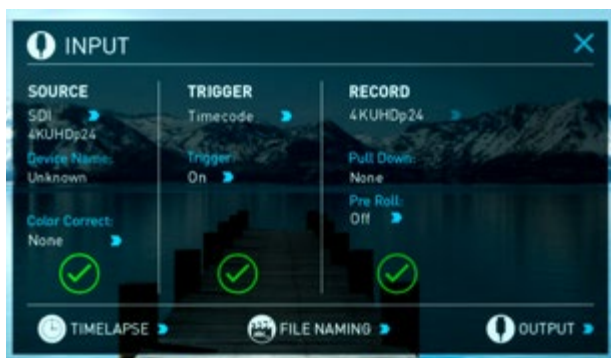 INPUT
SOURCE
SDI
4KUHDp24
Device Name:
Unknown
Color Correct:
None
TRIGGER
Timecode
Trigger:
On
RECORD
4KUHDp24
Pull Down:
None
Pre Roll:
Off
TIMELAPSE
FILE NAMING
OUTPUT